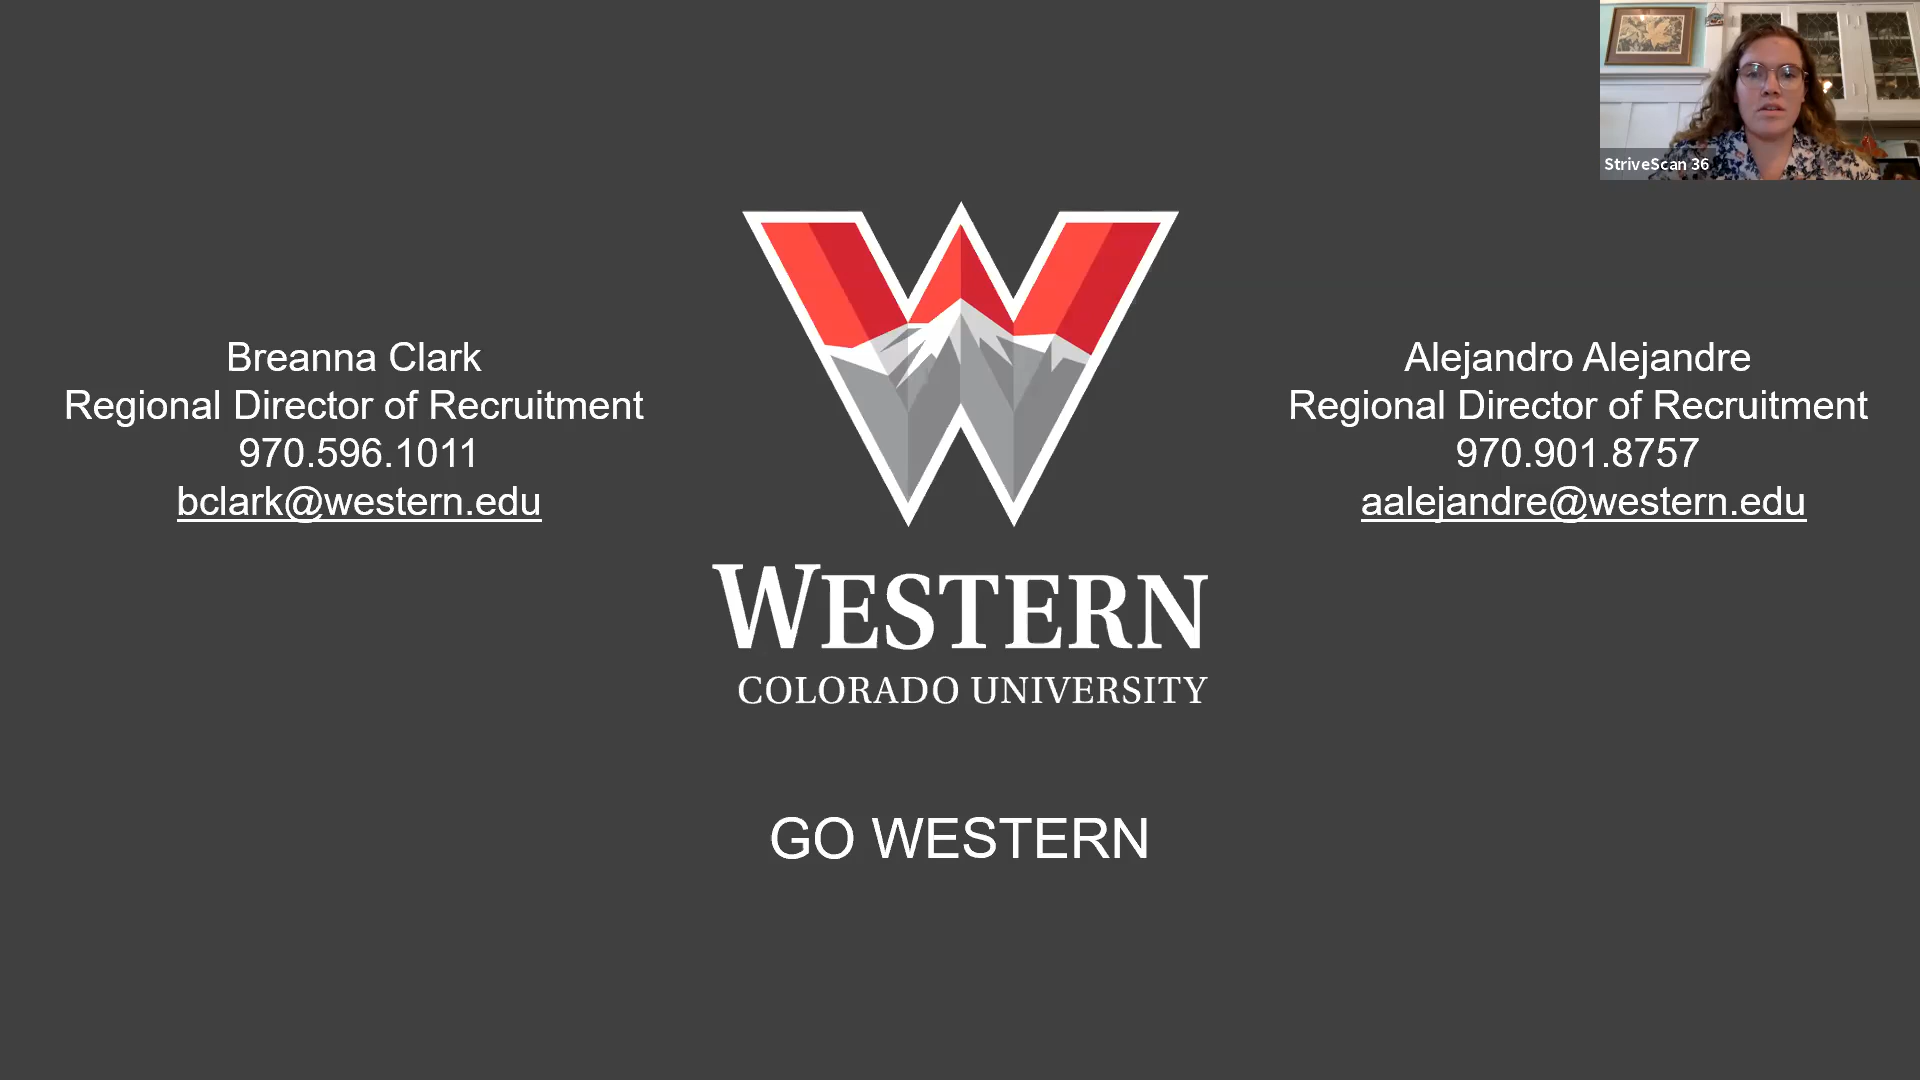 StriveScan 36
Breanna Clark
Regional Director of Recruitment
970.596.1011
bclark@western.edu
Alejandro Alejandre
Regional Director of Recruitment
970.901.8757
aalejandre@western.edu
WESTERN
COLORADO UNIVERSITY
GO WESTERN